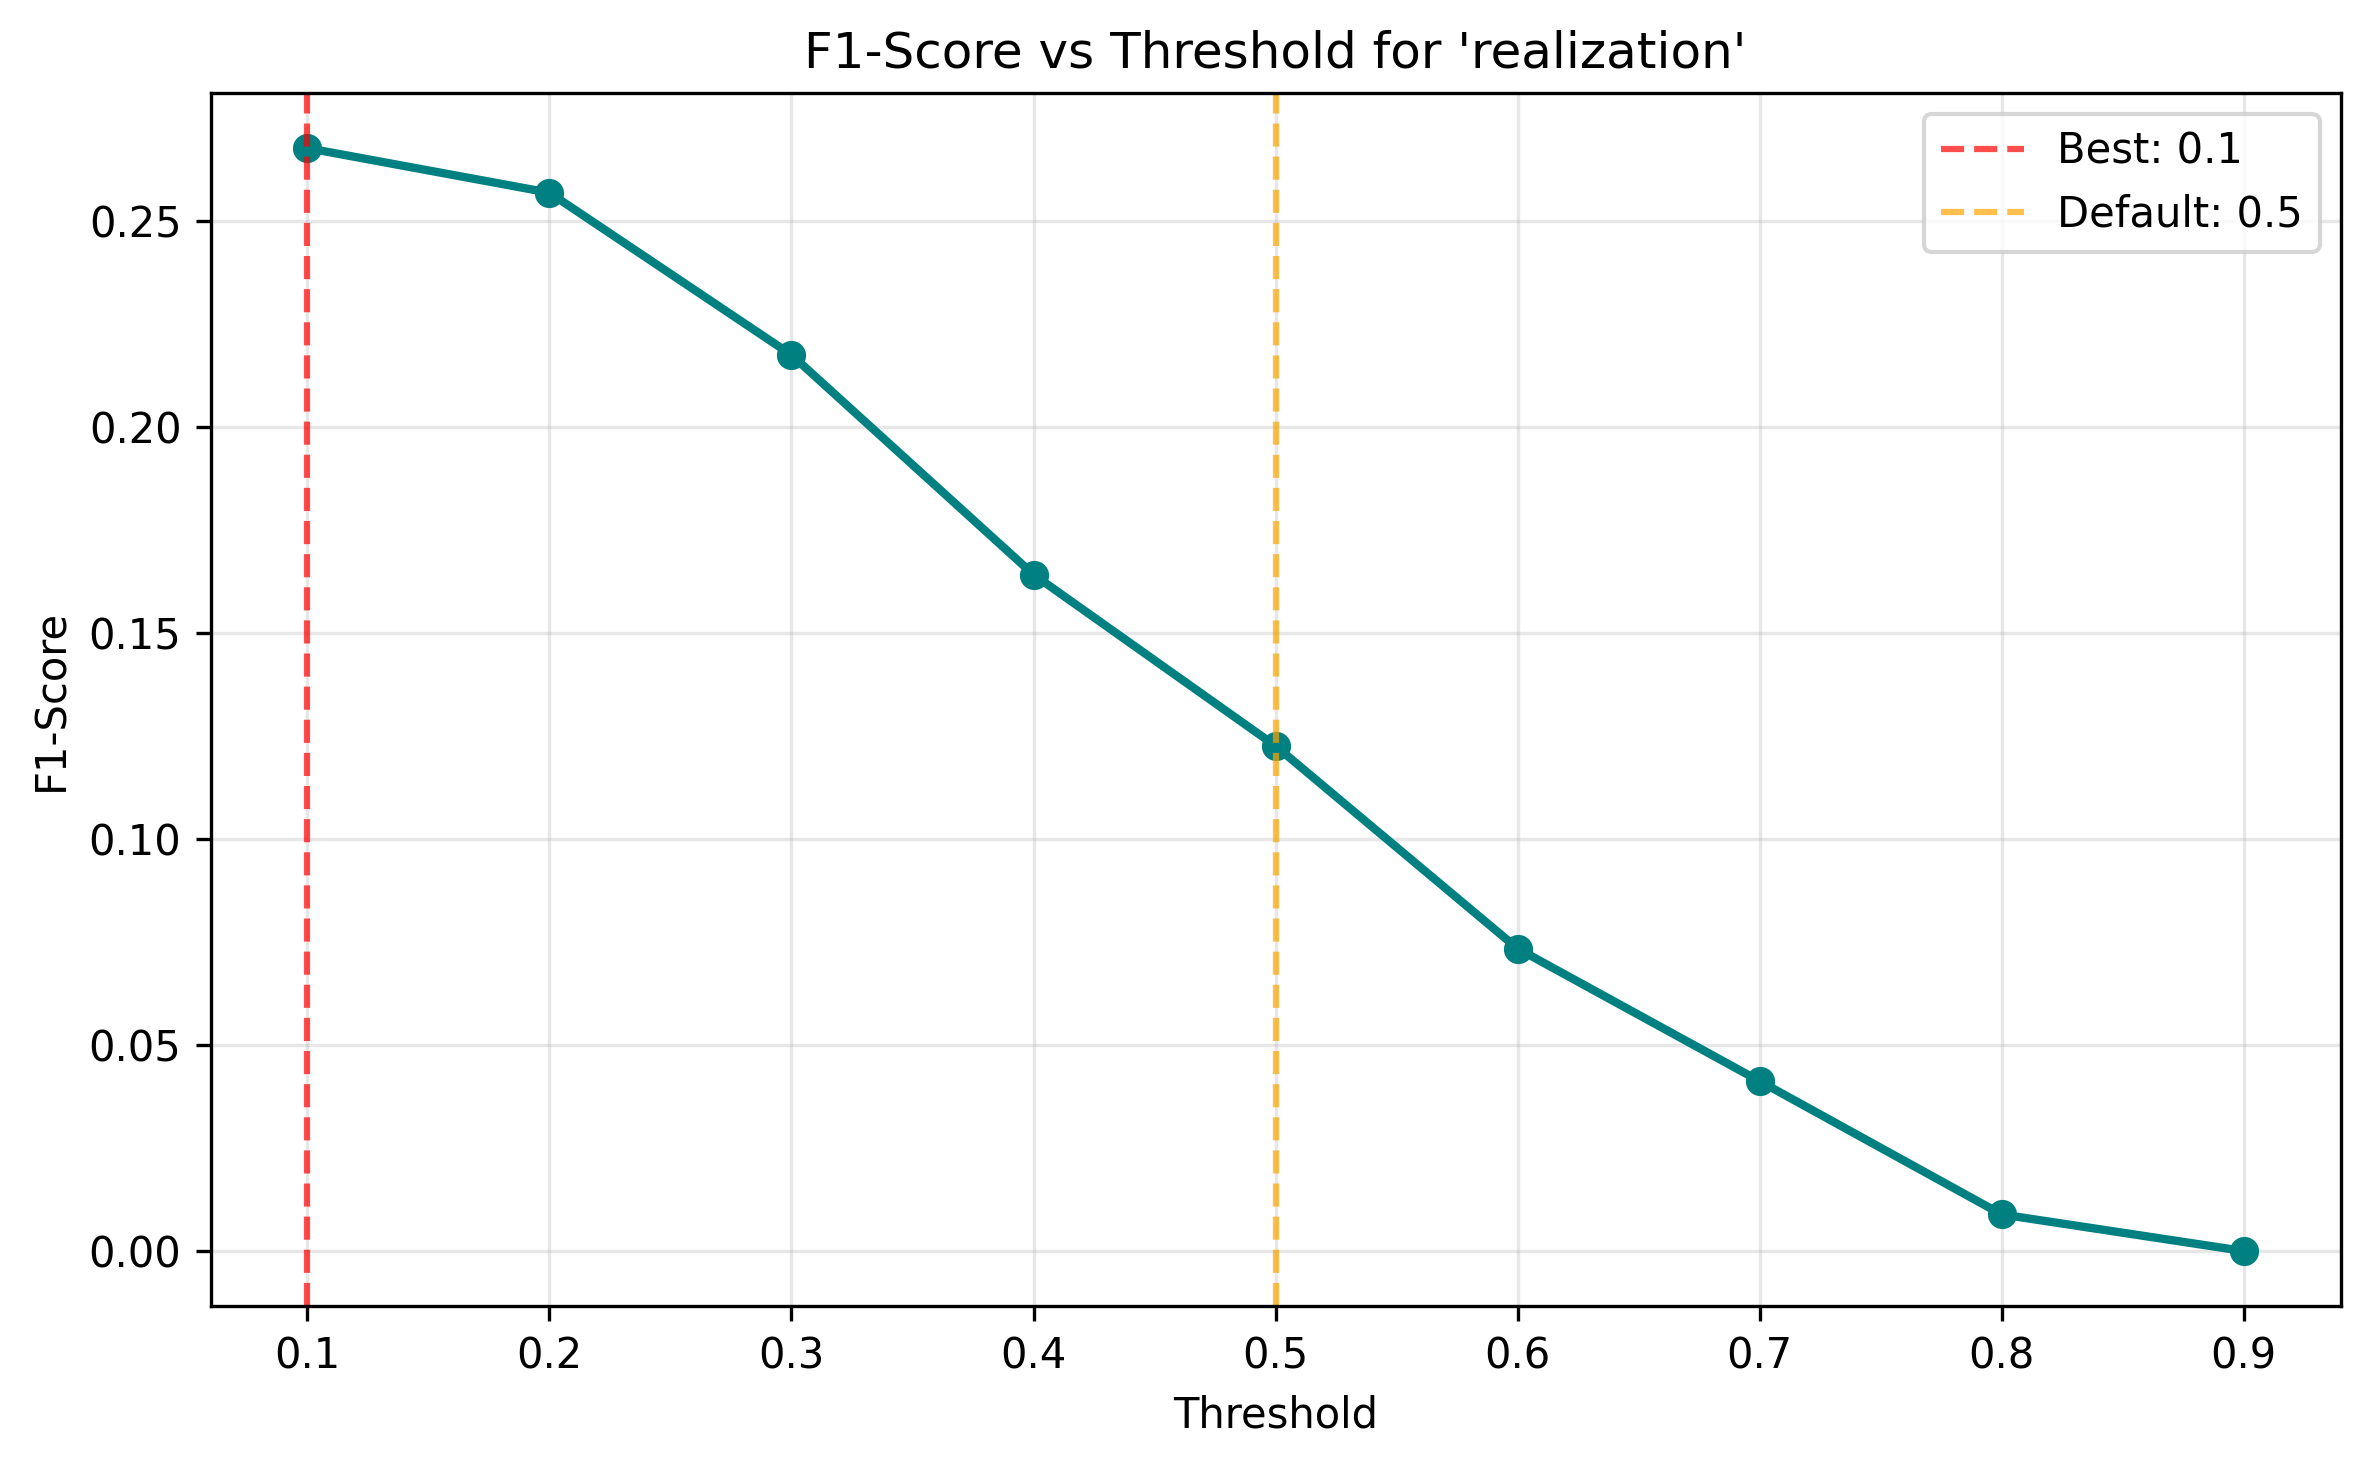 F1-Score vs Threshold for 'realization'
Best: 0.1
Default: 0.5
F1-Score
0.25
0.20
0.15
0.10
0.05
0.00
0.1 0.2 0.3 0.4 0.5 0.6 0.7 0.8 0.9
Threshold